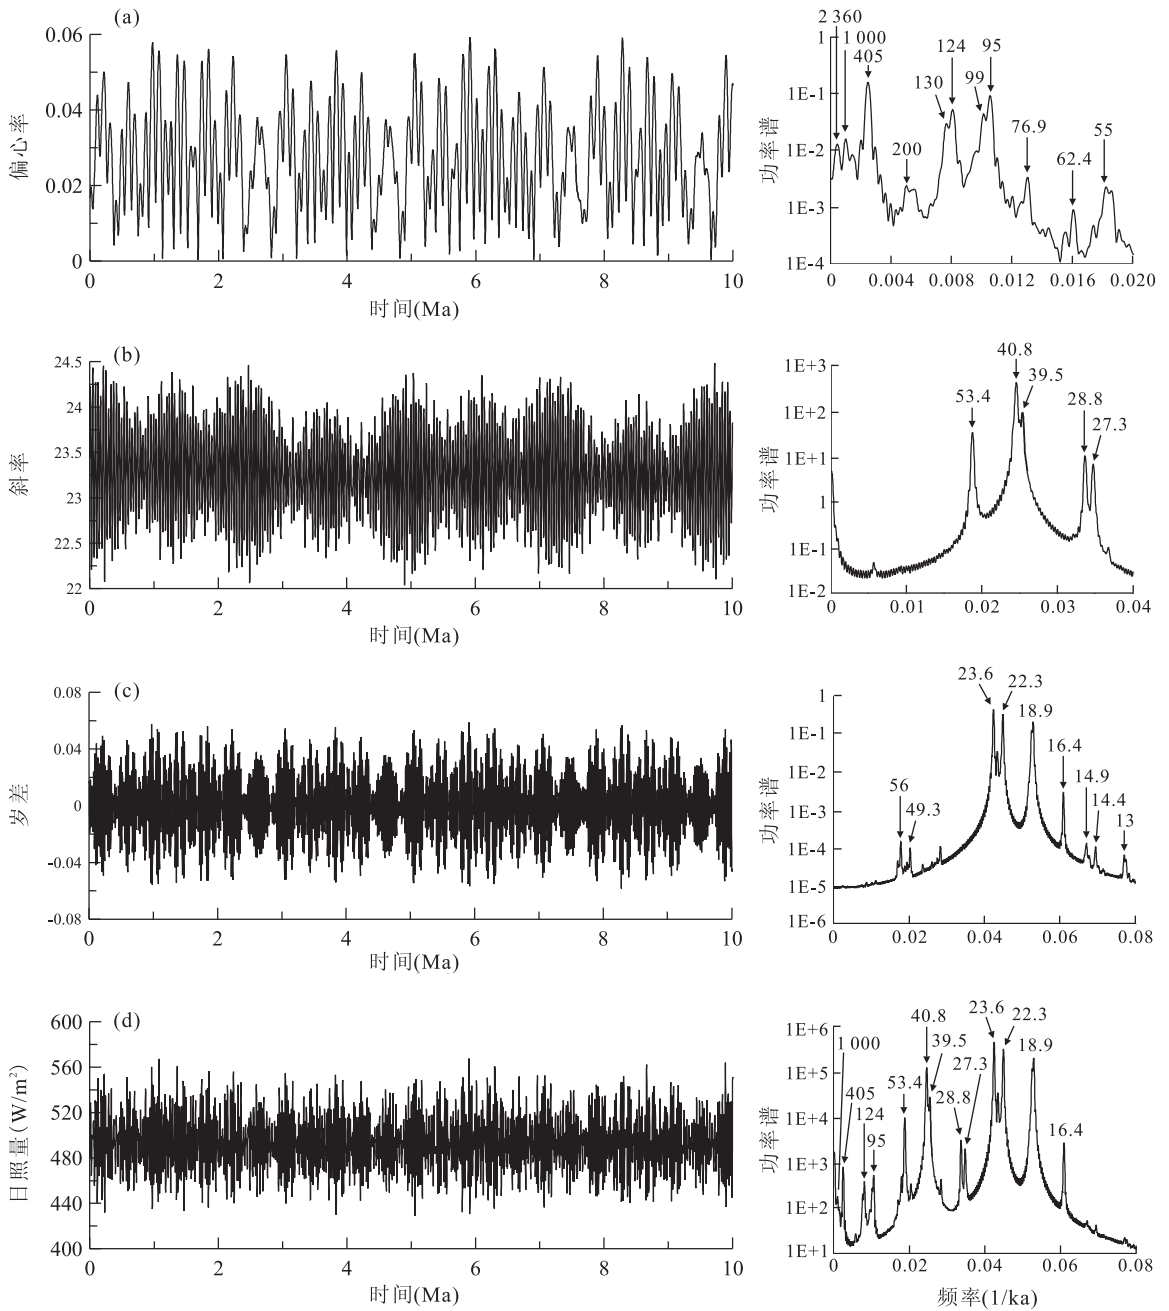 (a)
0.06
0.04
0.02
0
偏心率
0 2 4 6 8 10
时间(Ma)
2 360
1 000
405
200
130
124
99
95
76.9
62.4
55
1
1E-1
1E-2
1E-3
1E-4
功率谱
0 0.004 0.008 0.012 0.016 0.020
(b)
24.5
24
23.5
23
22.5
22
斜率
0 2 4 6 8 10
时间(Ma)
53.4
40.8
39.5
28.8
27.3
1E+3
1E+2
1E+1
1
1E-1
1E-2
功率谱
0 0.01 0.02 0.03 0.04
(c)
0.08
0.04
0
-0.04
-0.08
岁差
0 2 4 6 8 10
时间(Ma)
56
49.3
23.6
22.3
18.9
16.4
14.9
14.4
13
1
1E-1
1E-2
1E-3
1E-4
1E-5
1E-6
功率谱
0 0.02 0.04 0.06 0.08
(d)
600
560
520
480
440
400
日照量(W/m²)
0 2 4 6 8 10
时间(Ma)
1 000
405
124
95
53.4
40.8
39.5
28.8
27.3
23.6
22.3
18.9
16.4
1E+6
1E+5
1E+4
1E+3
1E+2
1E+1
功率谱
0 0.02 0.04 0.06 0.08
频率(1/ka)